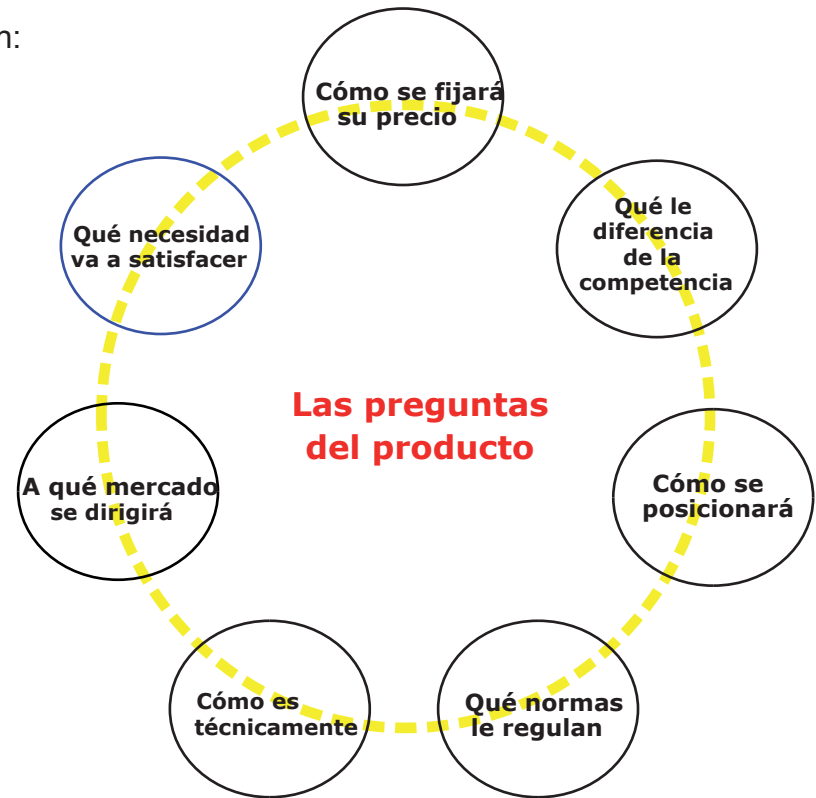 n:
Cómo se fijará
su precio
Qué le
diferencia
de la
competencia
Qué necesidad
va a satisfacer
Las preguntas
del producto
A qué mercado
se dirigirá
Cómo se
posicionará
Cómo es
técnicamente
Qué normas
le regulan